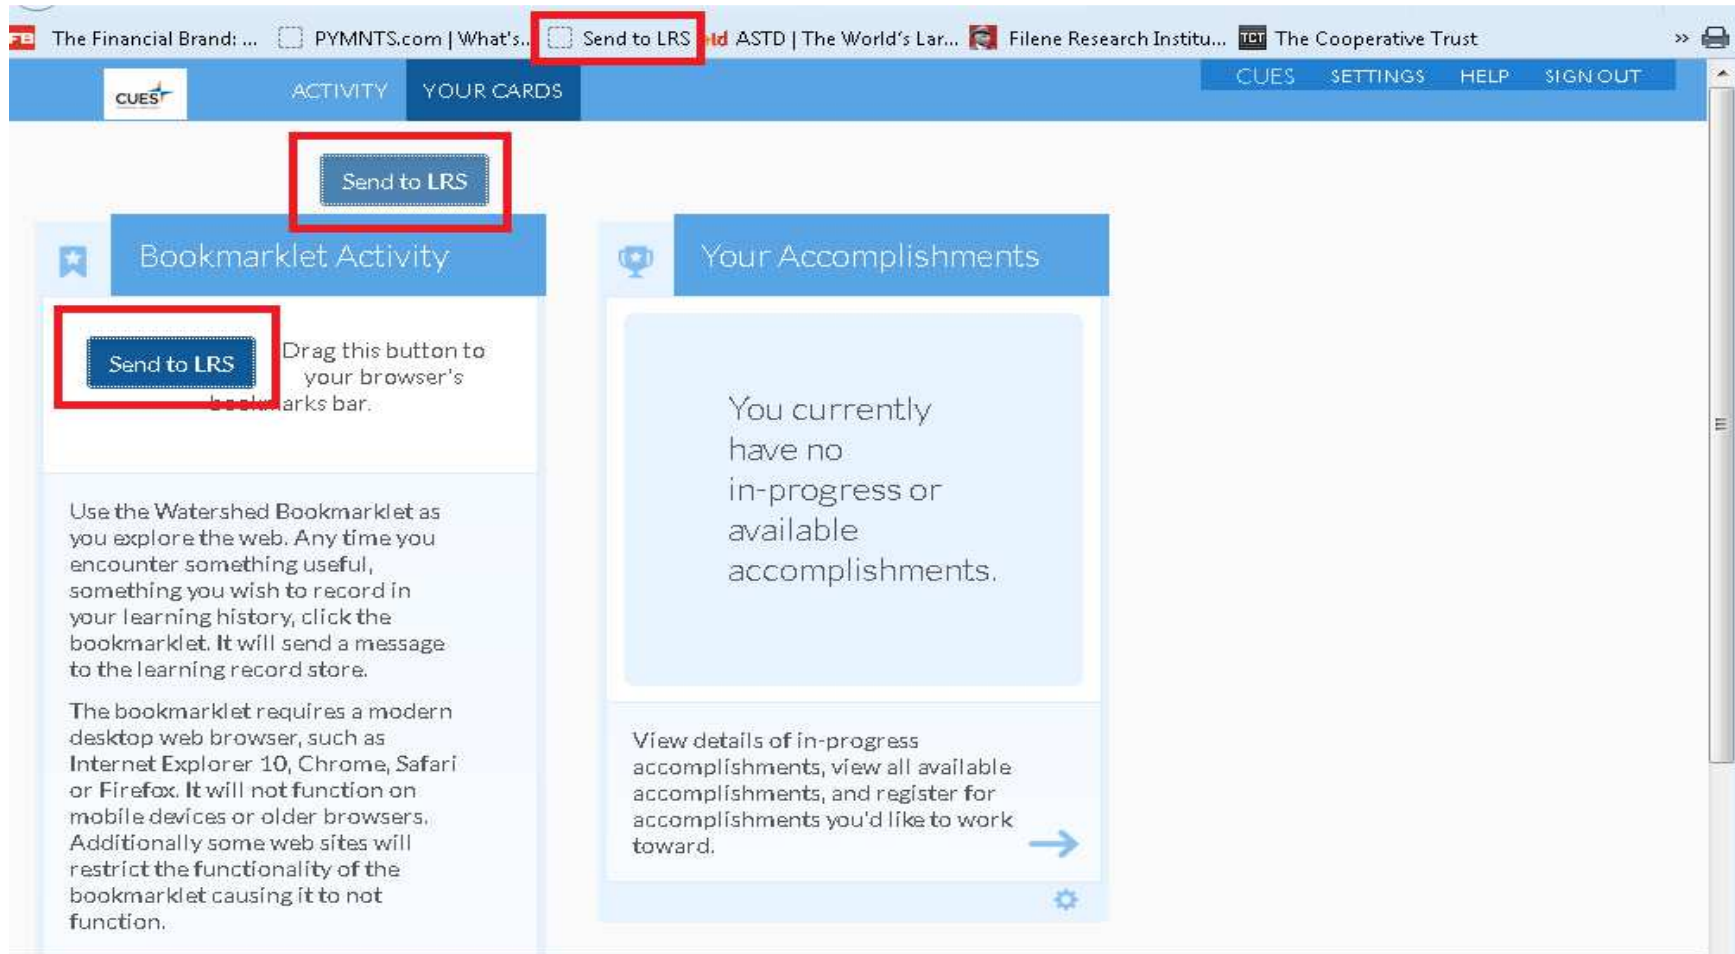 FB The Financial Brand: ... PYMNTS.com | What's... Send to LRS ASTD | The World's Lar... Filene Research Institu... TCT The Cooperative Trust »
CUES ACTIVITY YOUR CARDS CUES SETTINGS HELP SIGN OUT
Send to LRS
Bookmarklet Activity
Send to LRS
Drag this button to
your browser's
bookmarks bar.
Use the Watershed Bookmarklet as
you explore the web. Any time you
encounter something useful,
something you wish to record in
your learning history, click the
bookmarklet. It will send a message
to the learning record store.
The bookmarklet requires a modern
desktop web browser, such as
Internet Explorer 10, Chrome, Safari
or Firefox. It will not function on
mobile devices or older browsers.
Additionally some web sites will
restrict the functionality of the
bookmarklet causing it to not
function.
Your Accomplishments
You currently
have no
in-progress or
available
accomplishments.
View details of in-progress
accomplishments, view all available
accomplishments, and register for
accomplishments you'd like to work
toward.